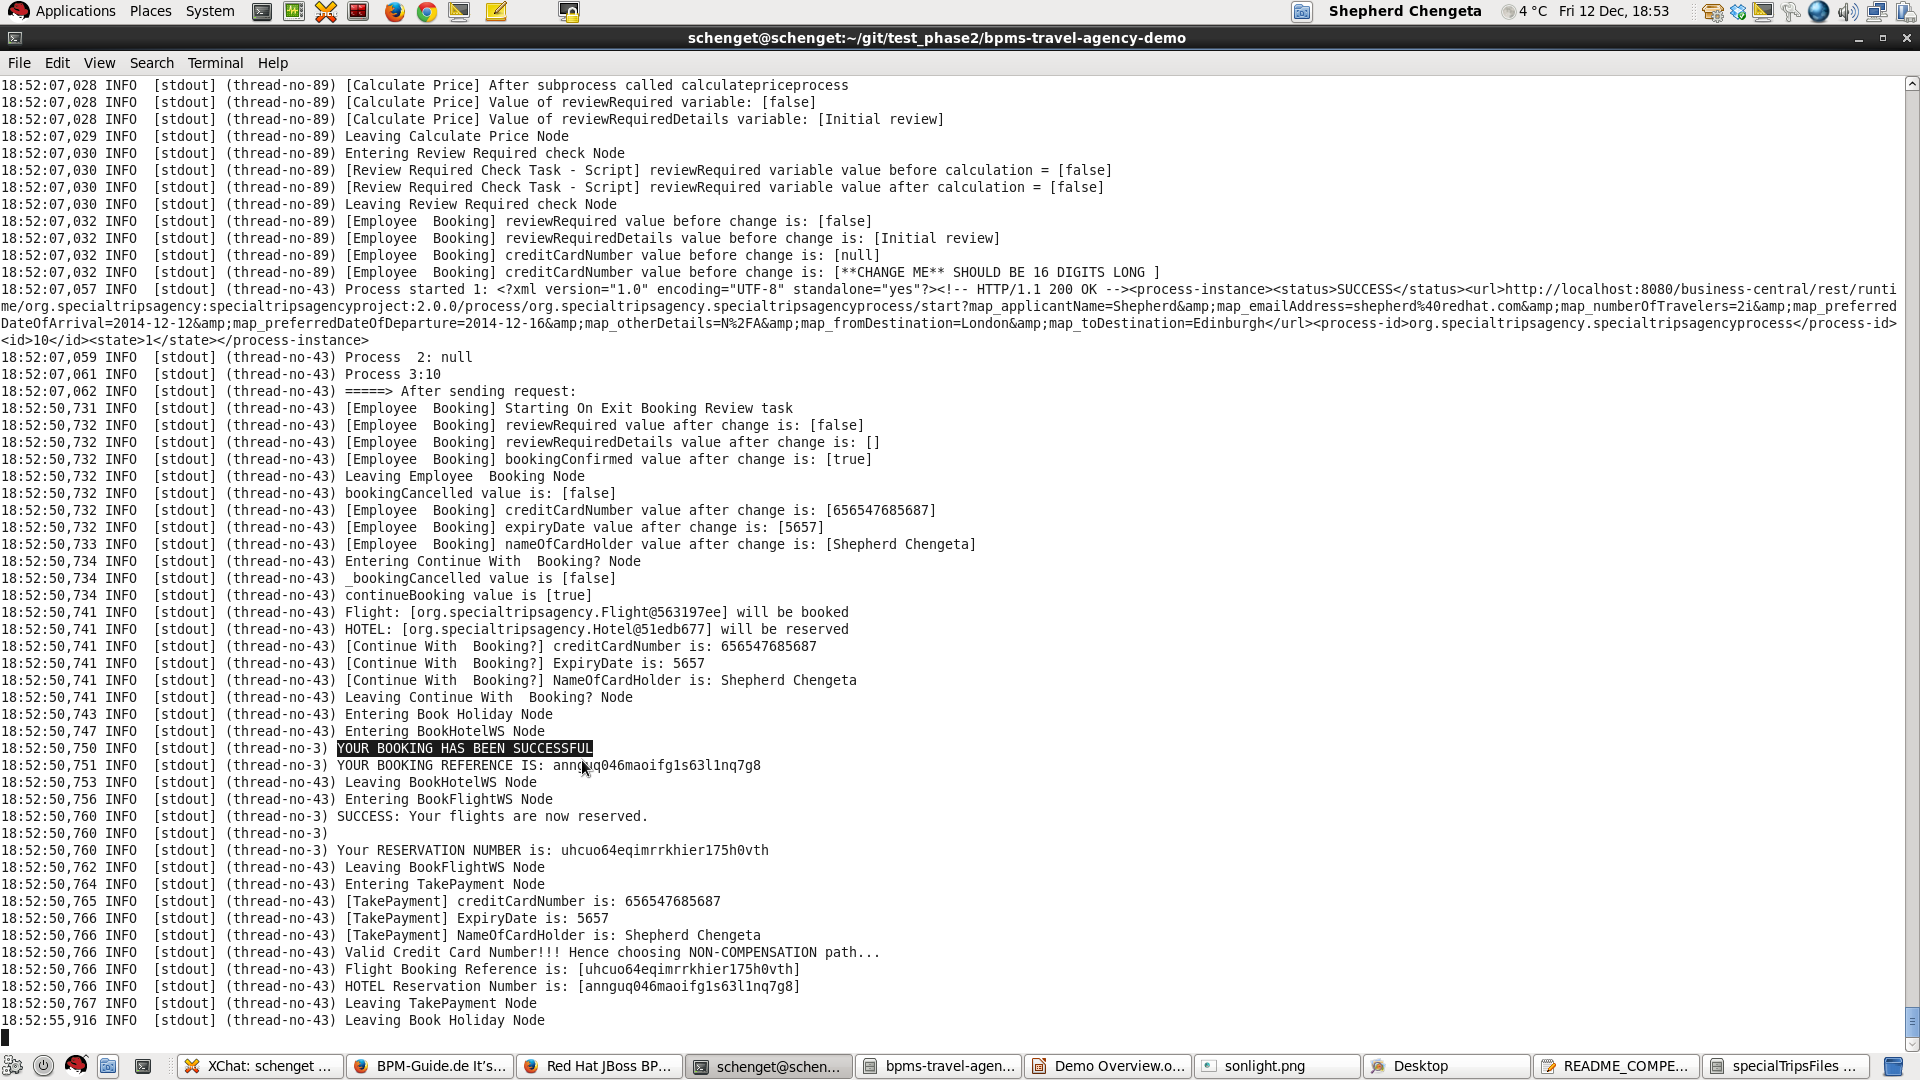 Applications Places System Shepherd Chengeta 4 °C Fri 12 Dec, 18:53
schenget@schenget:~/git/test_phase2/bpms-travel-agency-demo
File Edit View Search Terminal Help
18:52:07,028 INFO  [stdout] (thread-no-89) [Calculate Price] After subprocess called calculatepriceprocess
18:52:07,028 INFO  [stdout] (thread-no-89) [Calculate Price] Value of reviewRequired variable: [false]
18:52:07,028 INFO  [stdout] (thread-no-89) [Calculate Price] Value of reviewRequiredDetails variable: [Initial review]
18:52:07,029 INFO  [stdout] (thread-no-89) Leaving Calculate Price Node
18:52:07,030 INFO  [stdout] (thread-no-89) Entering Review Required check Node
18:52:07,030 INFO  [stdout] (thread-no-89) [Review Required Check Task - Script] reviewRequired variable value before calculation = [false]
18:52:07,030 INFO  [stdout] (thread-no-89) [Review Required Check Task - Script] reviewRequired variable value after calculation = [false]
18:52:07,030 INFO  [stdout] (thread-no-89) Leaving Review Required check Node
18:52:07,032 INFO  [stdout] (thread-no-89) [Employee  Booking] reviewRequired value before change is: [false]
18:52:07,032 INFO  [stdout] (thread-no-89) [Employee  Booking] reviewRequiredDetails value before change is: [Initial review]
18:52:07,032 INFO  [stdout] (thread-no-89) [Employee  Booking] creditCardNumber value before change is: [null]
18:52:07,032 INFO  [stdout] (thread-no-89) [Employee  Booking] creditCardNumber value before change is: [**CHANGE ME** SHOULD BE 16 DIGITS LONG ]
18:52:07,057 INFO  [stdout] (thread-no-43) Process started 1: <?xml version="1.0" encoding="UTF-8" standalone="yes"?><!-- HTTP/1.1 200 OK --><process-instance><status>SUCCESS</status><url>http://localhost:8080/business-central/rest/runti
me/org.specialtripsagency:specialtripsagencyproject:2.0.0/process/org.specialtripsagency.specialtripsagencyprocess/start?map_applicantName=Shepherd&amp;map_emailAddress=shepherd%40redhat.com&amp;map_numberOfTravelers=2i&amp;map_preferred
DateOfArrival=2014-12-12&amp;map_preferredDateOfDeparture=2014-12-16&amp;map_otherDetails=N%2FA&amp;map_fromDestination=London&amp;map_toDestination=Edinburgh</url><process-id>org.specialtripsagency.specialtripsagencyprocess</process-id>
<id>10</id><state>1</state></process-instance>
18:52:07,059 INFO  [stdout] (thread-no-43) Process  2: null
18:52:07,061 INFO  [stdout] (thread-no-43) Process 3:10
18:52:07,062 INFO  [stdout] (thread-no-43) =====> After sending request:
18:52:50,731 INFO  [stdout] (thread-no-43) [Employee  Booking] Starting On Exit Booking Review task
18:52:50,732 INFO  [stdout] (thread-no-43) [Employee  Booking] reviewRequired value after change is: [false]
18:52:50,732 INFO  [stdout] (thread-no-43) [Employee  Booking] reviewRequiredDetails value after change is: []
18:52:50,732 INFO  [stdout] (thread-no-43) [Employee  Booking] bookingConfirmed value after change is: [true]
18:52:50,732 INFO  [stdout] (thread-no-43) Leaving Employee  Booking Node
18:52:50,732 INFO  [stdout] (thread-no-43) bookingCancelled value is: [false]
18:52:50,732 INFO  [stdout] (thread-no-43) [Employee  Booking] creditCardNumber value after change is: [656547685687]
18:52:50,732 INFO  [stdout] (thread-no-43) [Employee  Booking] expiryDate value after change is: [5657]
18:52:50,733 INFO  [stdout] (thread-no-43) [Employee  Booking] nameOfCardHolder value after change is: [Shepherd Chengeta]
18:52:50,734 INFO  [stdout] (thread-no-43) Entering Continue With  Booking? Node
18:52:50,734 INFO  [stdout] (thread-no-43) _bookingCancelled value is [false]
18:52:50,734 INFO  [stdout] (thread-no-43) continueBooking value is [true]
18:52:50,741 INFO  [stdout] (thread-no-43) Flight: [org.specialtripsagency.Flight@563197ee] will be booked
18:52:50,741 INFO  [stdout] (thread-no-43) HOTEL: [org.specialtripsagency.Hotel@51edb677] will be reserved
18:52:50,741 INFO  [stdout] (thread-no-43) [Continue With  Booking?] creditCardNumber is: 656547685687
18:52:50,741 INFO  [stdout] (thread-no-43) [Continue With  Booking?] ExpiryDate is: 5657
18:52:50,741 INFO  [stdout] (thread-no-43) [Continue With  Booking?] NameOfCardHolder is: Shepherd Chengeta
18:52:50,741 INFO  [stdout] (thread-no-43) Leaving Continue With  Booking? Node
18:52:50,743 INFO  [stdout] (thread-no-43) Entering Book Holiday Node
18:52:50,747 INFO  [stdout] (thread-no-43) Entering BookHotelWS Node
18:52:50,750 INFO  [stdout] (thread-no-3) YOUR BOOKING HAS BEEN SUCCESSFUL
18:52:50,751 INFO  [stdout] (thread-no-3) YOUR BOOKING REFERENCE IS: annguq046maoifg1s63l1nq7g8
18:52:50,753 INFO  [stdout] (thread-no-43) Leaving BookHotelWS Node
18:52:50,756 INFO  [stdout] (thread-no-43) Entering BookFlightWS Node
18:52:50,760 INFO  [stdout] (thread-no-3) SUCCESS: Your flights are now reserved.
18:52:50,760 INFO  [stdout] (thread-no-3)
18:52:50,760 INFO  [stdout] (thread-no-3) Your RESERVATION NUMBER is: uhcuo64eqimrrkhier175h0vth
18:52:50,762 INFO  [stdout] (thread-no-43) Leaving BookFlightWS Node
18:52:50,764 INFO  [stdout] (thread-no-43) Entering TakePayment Node
18:52:50,765 INFO  [stdout] (thread-no-43) [TakePayment] creditCardNumber is: 656547685687
18:52:50,766 INFO  [stdout] (thread-no-43) [TakePayment] ExpiryDate is: 5657
18:52:50,766 INFO  [stdout] (thread-no-43) [TakePayment] NameOfCardHolder is: Shepherd Chengeta
18:52:50,766 INFO  [stdout] (thread-no-43) Valid Credit Card Number!!! Hence choosing NON-COMPENSATION path...
18:52:50,766 INFO  [stdout] (thread-no-43) Flight Booking Reference is: [uhcuo64eqimrrkhier175h0vth]
18:52:50,766 INFO  [stdout] (thread-no-43) HOTEL Reservation Number is: [annguq046maoifg1s63l1nq7g8]
18:52:50,767 INFO  [stdout] (thread-no-43) Leaving TakePayment Node
18:52:55,916 INFO  [stdout] (thread-no-43) Leaving Book Holiday Node
XChat: schenget ... BPM-Guide.de It's... Red Hat JBoss BP... schenget@schen... bpms-travel-agen... Demo Overview.o... sonlight.png Desktop README_COMPE... specialTripsFiles ...